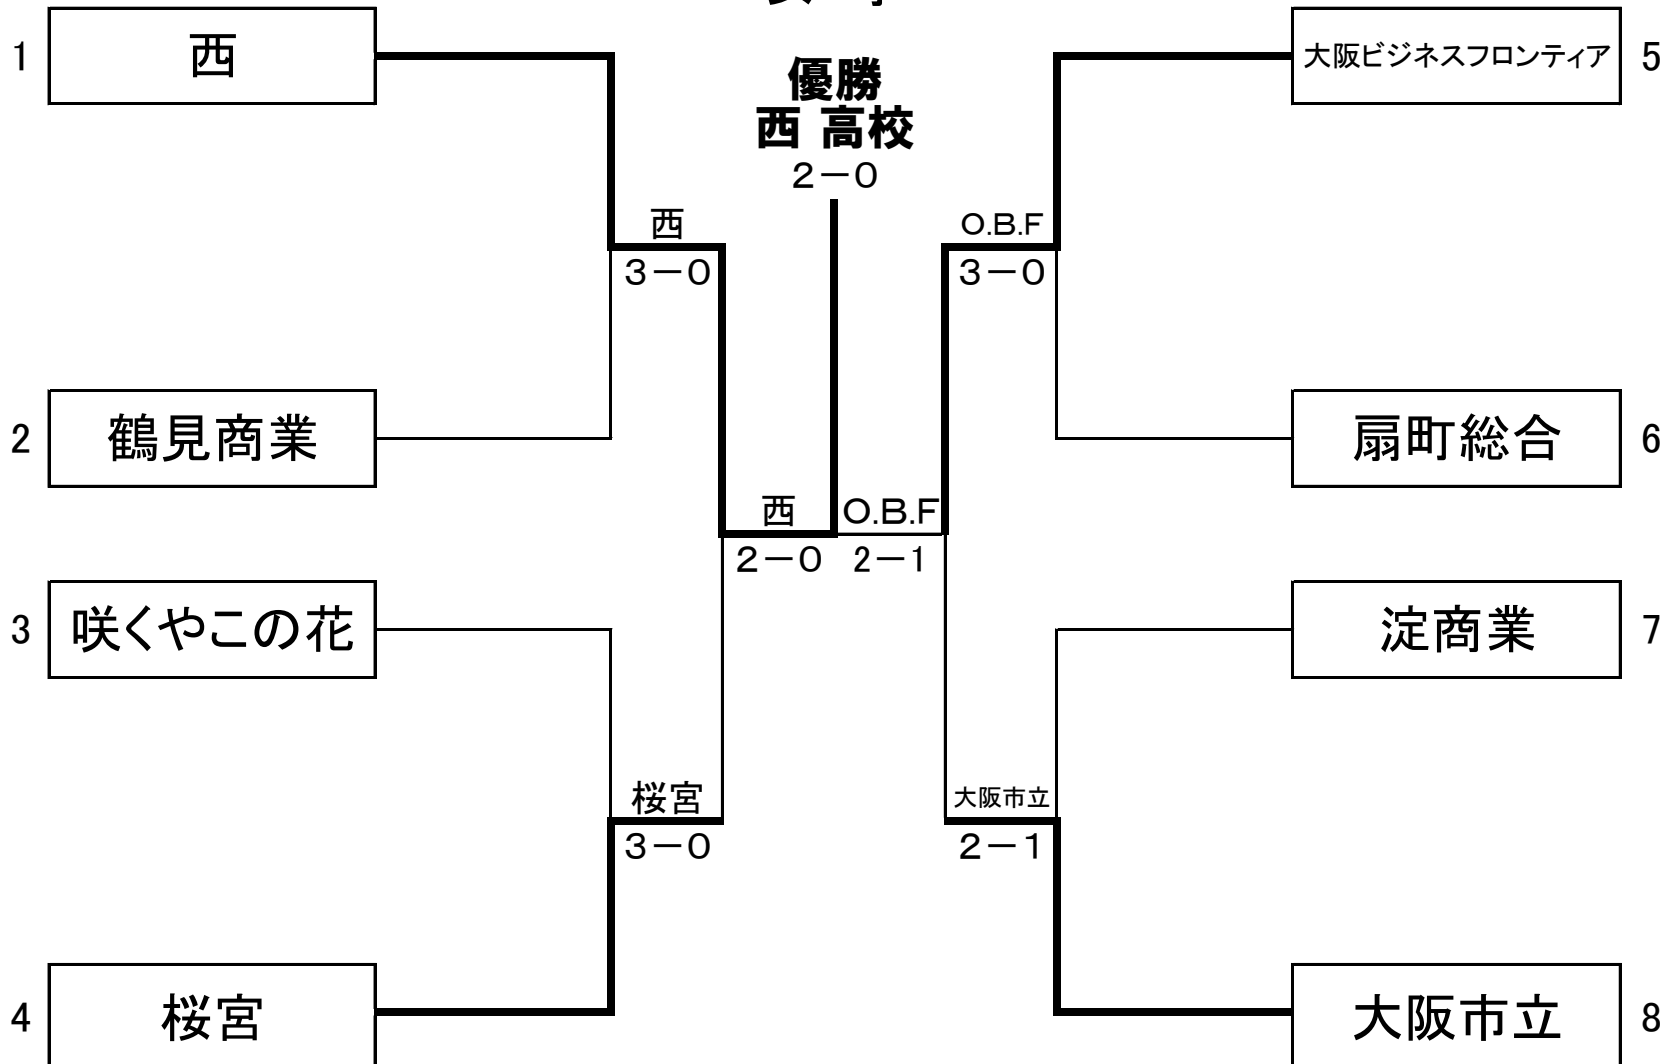 1
西
優勝
西 高校
2－0
大阪ビジネスフロンティア
5
西
3－0
O.B.F
3－0
2
鶴見商業
扇町総合
6
西
2－0
O.B.F
2－1
3
咲くやこの花
淀商業
7
桜宮
3－0
大阪市立
2－1
4
桜宮
大阪市立
8